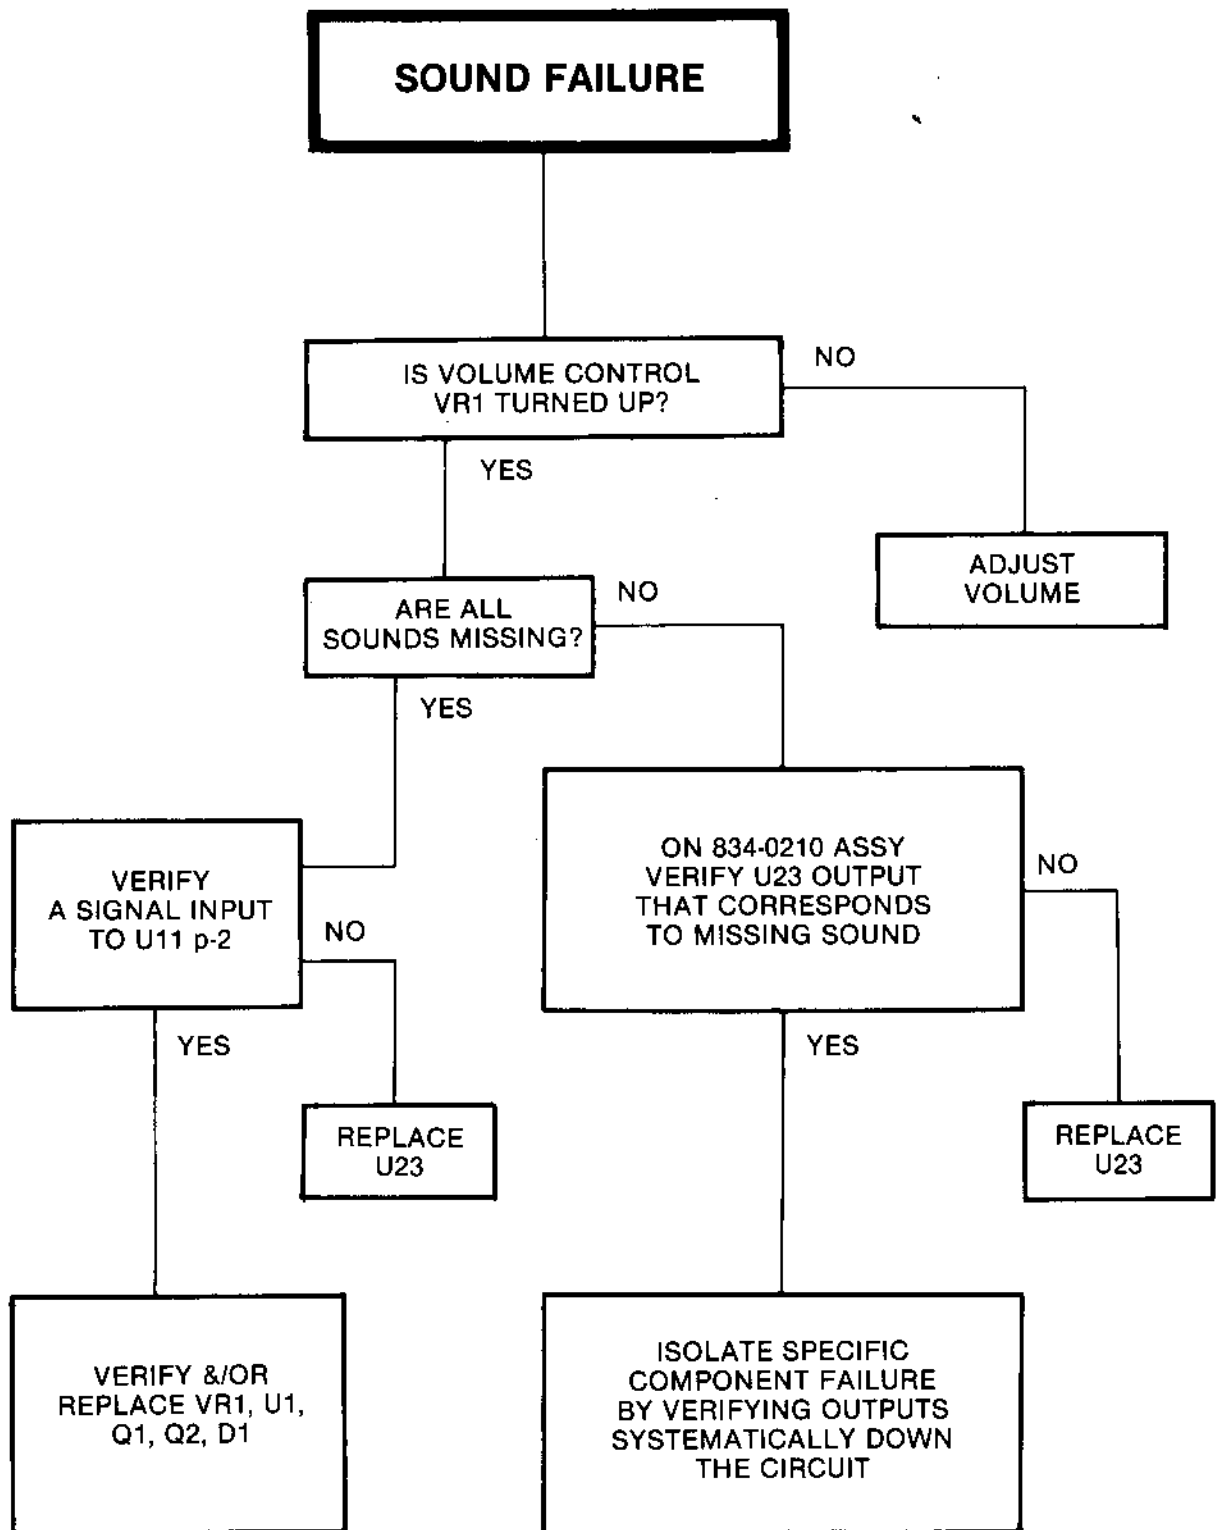 SOUND FAILURE
IS VOLUME CONTROL
VR1 TURNED UP?
NO
YES
ADJUST
VOLUME
ARE ALL
SOUNDS MISSING?
NO
YES
VERIFY
A SIGNAL INPUT
TO U11 p-2
NO
YES
ON 834-0210 ASSY
VERIFY U23 OUTPUT
THAT CORRESPONDS
TO MISSING SOUND
NO
YES
REPLACE
U23
REPLACE
U23
VERIFY &/OR
REPLACE VR1, U1,
Q1, Q2, D1
ISOLATE SPECIFIC
COMPONENT FAILURE
BY VERIFYING OUTPUTS
SYSTEMATICALLY DOWN
THE CIRCUIT